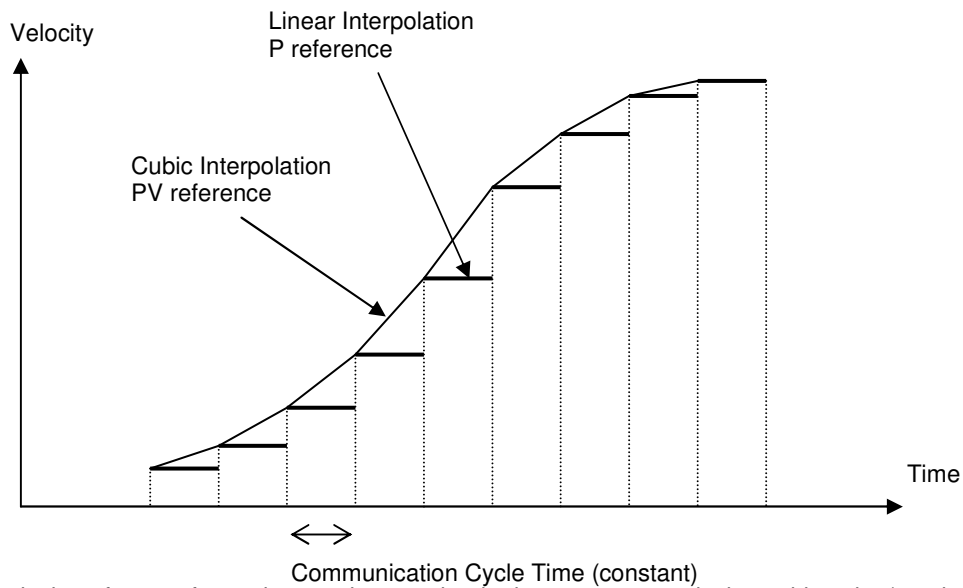 Linear Interpolation
P reference
Velocity
Cubic Interpolation
PV reference
Time
Communication Cycle Time (constant)